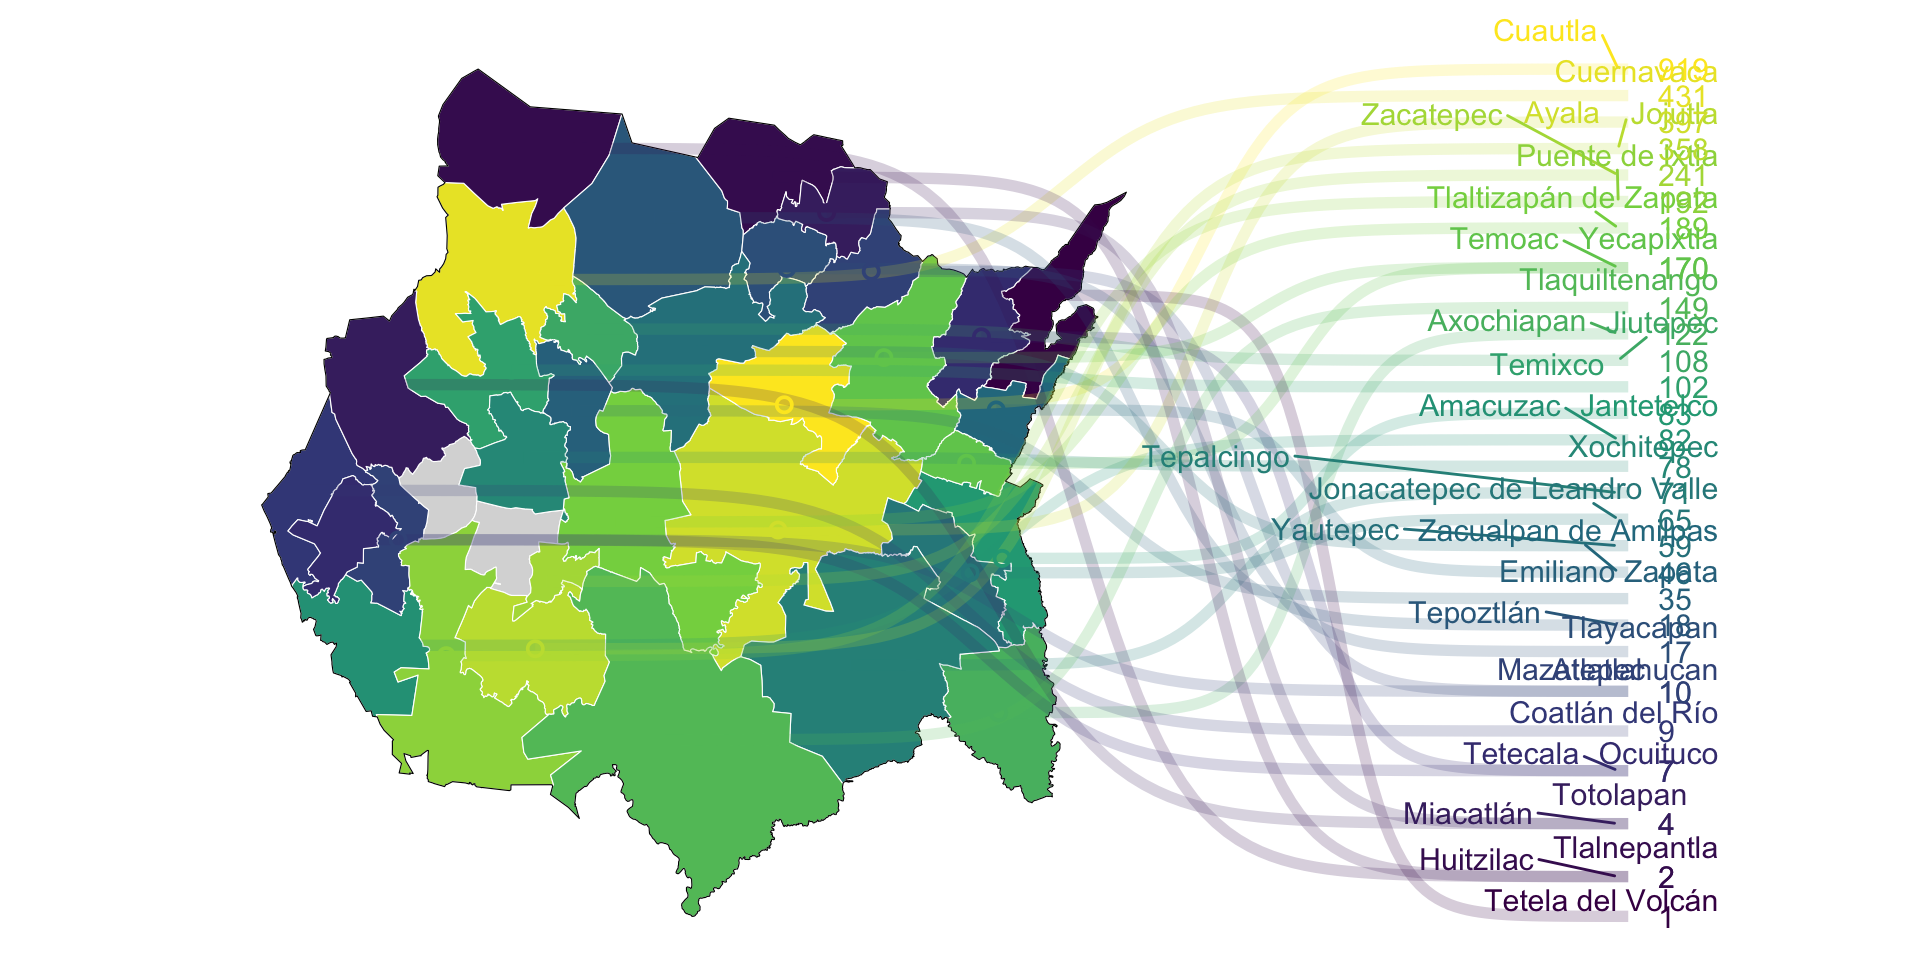 Cuautla
919
Cuernavaca
431
Zacatepec
Ayala
Jojutla
397
358
Puente de Ixtla
241
Tlaltizapán de Zapata
192
189
Temoac
Yecapixtla
170
Tlaquiltenango
149
Axochiapan
Jiutepec
122
108
Temixco
102
Amacuzac
Jantetelco
83
82
Xochitepec
Tepalcingo
78
Jonacatepec de Leandro Valle
71
65
Yautepec
Zacualpan de Amilpas
59
Emiliano Zapata
35
Tepoztlán
18
Tlayacapan
17
Mazatepec
Atlatlahucan
10
Coatlán del Río
9
Tetecala
Ocuituco
7
Totolapan
Miacatlán
4
Tlalnepantla
Huitzilac
2
Tetela del Volcán
1